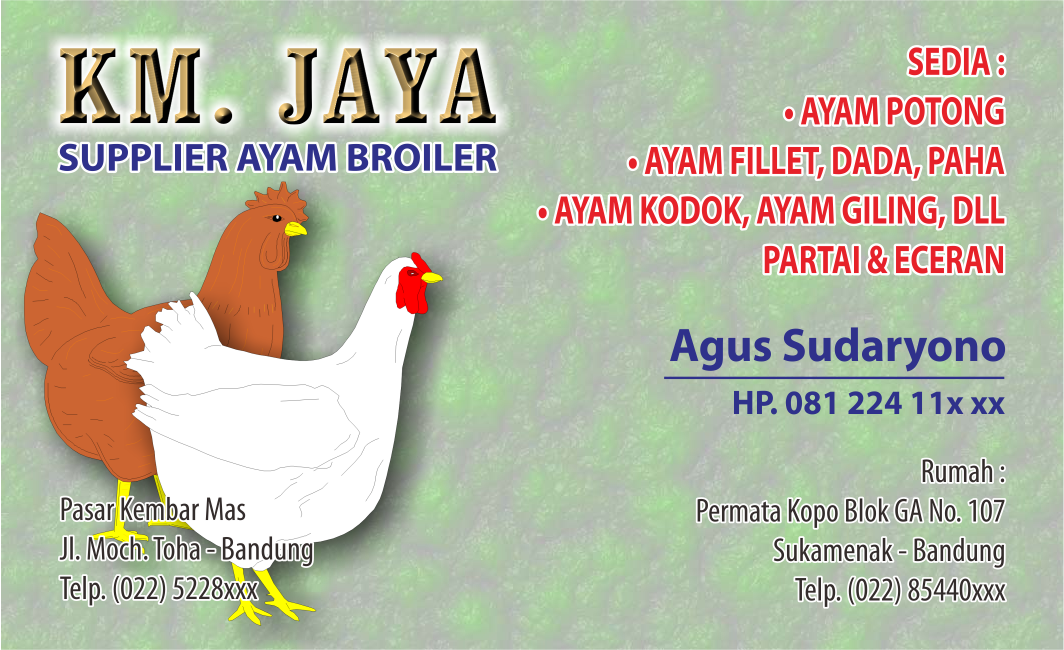 KM. JAYA
SUPPLIER AYAM BROILER
SEDIA :
• AYAM POTONG
• AYAM FILLET, DADA, PAHA
• AYAM KODOK, AYAM GILING, DLL
PARTAI & ECERAN
Agus Sudaryono
HP. 081 224 11x xx
Pasar Kembar Mas
Jl. Moch. Toha - Bandung
Telp. (022) 5228xxx
Rumah :
Permata Kopo Blok GA No. 107
Sukamenak - Bandung
Telp. (022) 85440xxx